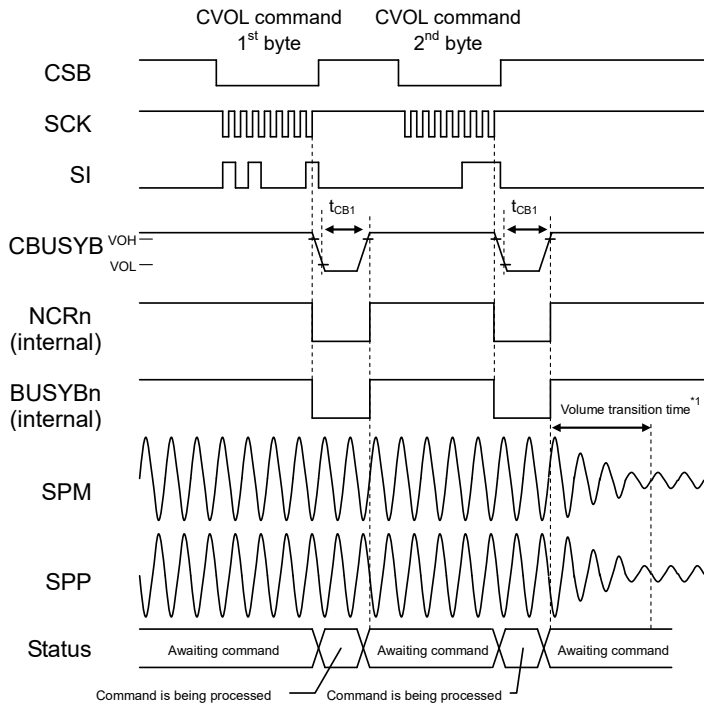 CVOL command
1st byte
CVOL command
2nd byte
CSB
SCK
SI
tCB1
tCB1
CBUSYB
VOH
VOL
NCRn
(internal)
BUSYBn
(internal)
Volume transition time*1
SPM
SPP
Status
Awaiting command
Awaiting command
Awaiting command
Command is being processed
Command is being processed